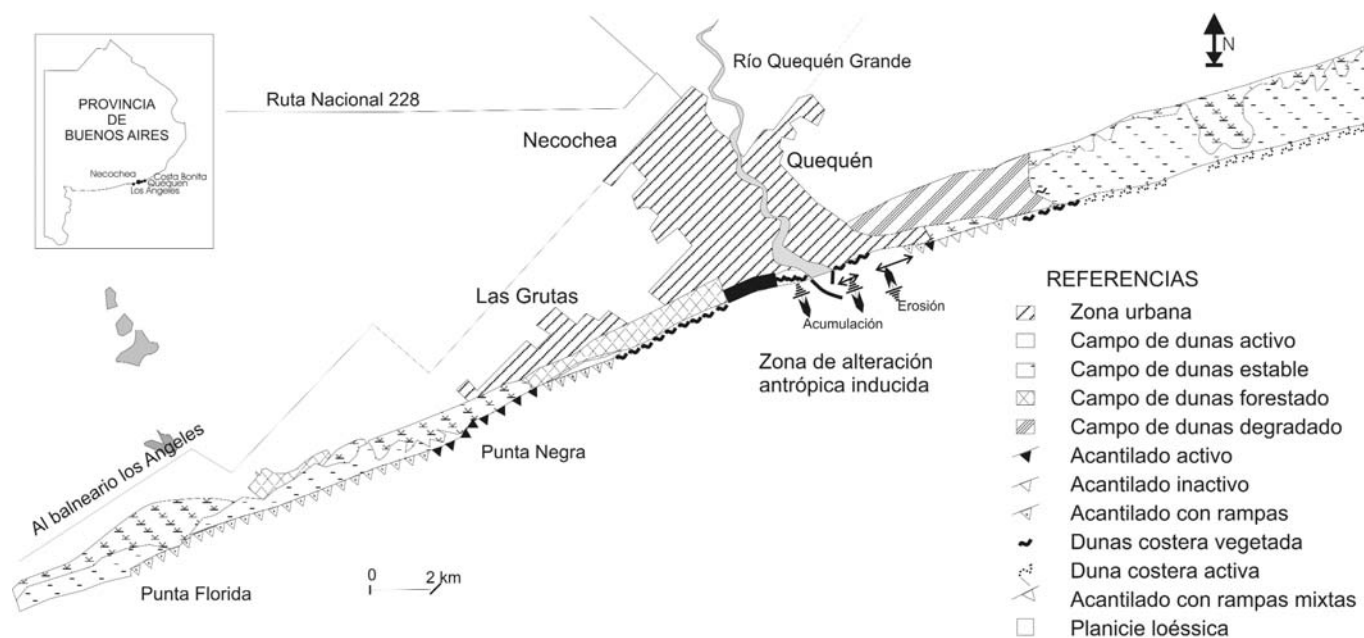 PROVINCIA
DE
BUENOS AIRES
Necochea
Costa Bonita
Quequen
Los Angeles
Ruta Nacional 228
Río Quequén Grande
N
Necochea
Quequén
Las Grutas
Erosión
Acumulación
Zona de alteración
antrópica inducida
Punta Negra
Al balneario los Angeles
Punta Florida
0 2 km
REFERENCIAS
Zona urbana
Campo de dunas activo
Campo de dunas estable
Campo de dunas forestado
Campo de dunas degradado
Acantilado activo
Acantilado inactivo
Acantilado con rampas
Dunas costera vegetada
Duna costera activa
Acantilado con rampas mixtas
Planicie loéssica